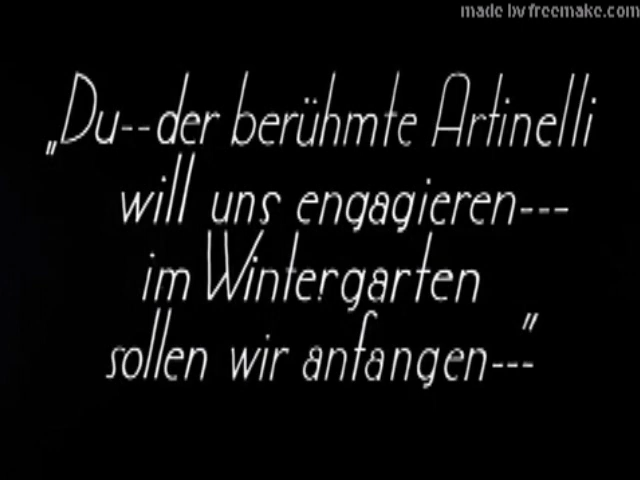 made by freemake.com
„Du--der berühmte Artinelli
will uns engagieren---
im Wintergarten
sollen wir anfangen---"